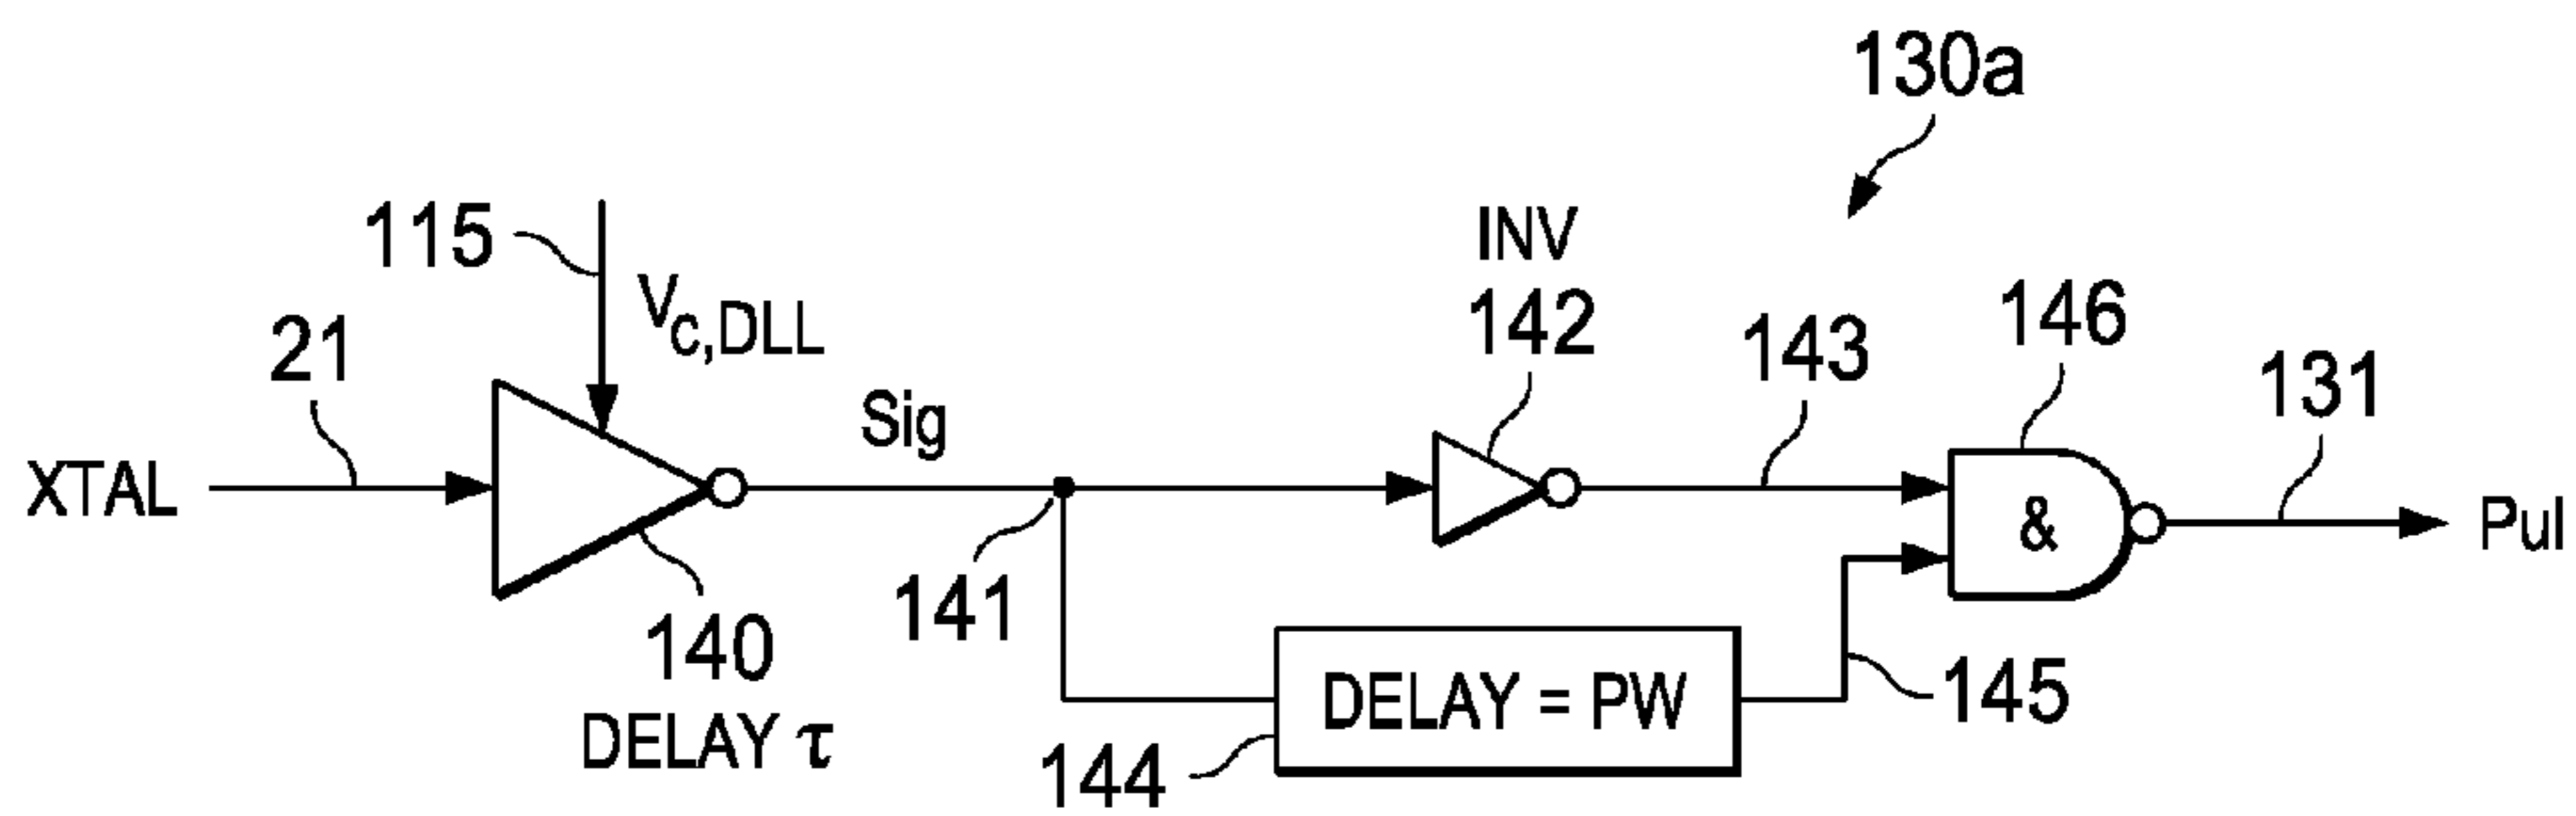 130a
115
V
c,DLL
INV
142
146
21
143
131
Sig
XTAL
&
Pul
141
140
DELAY τ
DELAY = PW
145
144